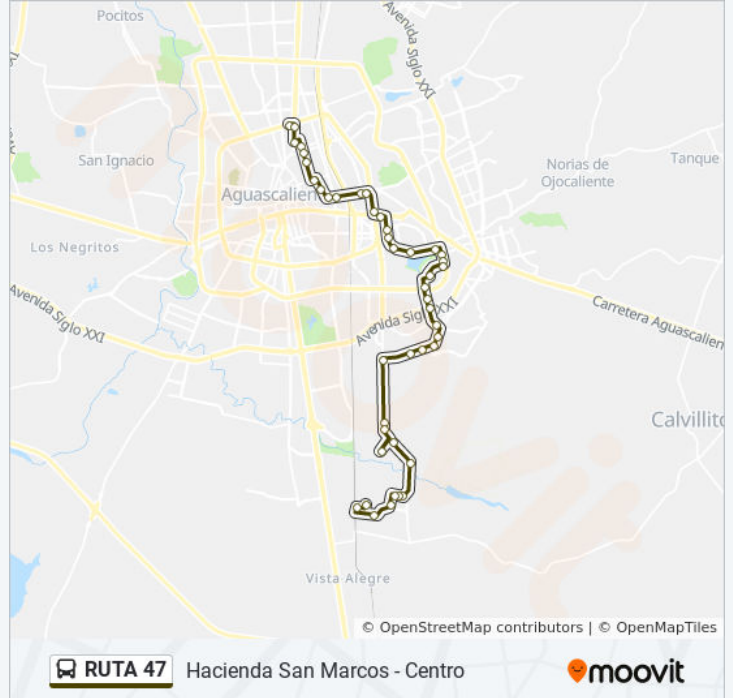 Pocitos
Avenida Siglo XXI
San Ignacio
Norias de
Ojocaliente
Tanque
Aguascalien
Los Negritos
Avenida Siglo XXI
Avenida Sigl XXI
Carretera Aguascalien
Calvillito
Vista Alegre
© OpenStreetMap contributors | © OpenMapTiles
RUTA 47
Hacienda San Marcos - Centro
moovit